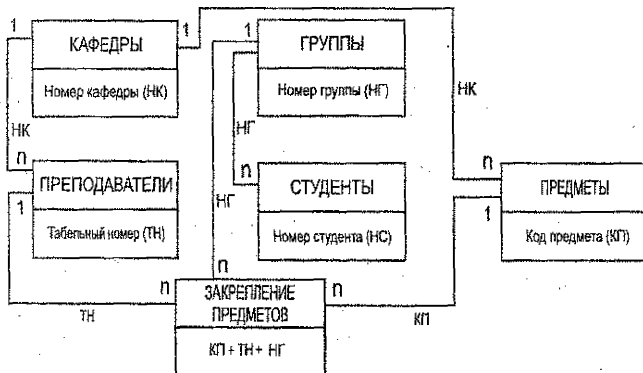 1
КАФЕДРЫ
1
Номер кафедры (НК)
1
ГРУППЫ
Номер группы (НГ)
НК
НК
НГ
n
ПРЕПОДАВАТЕЛИ
1
Табельный номер (ТН)
НГ
n
СТУДЕНТЫ
Номер студента (НС)
n
ПРЕДМЕТЫ
1
Код предмета (КП)
n
n
ЗАКРЕПЛЕНИЕ
ПРЕДМЕТОВ
n
КП + ТН + НГ
ТН
КП